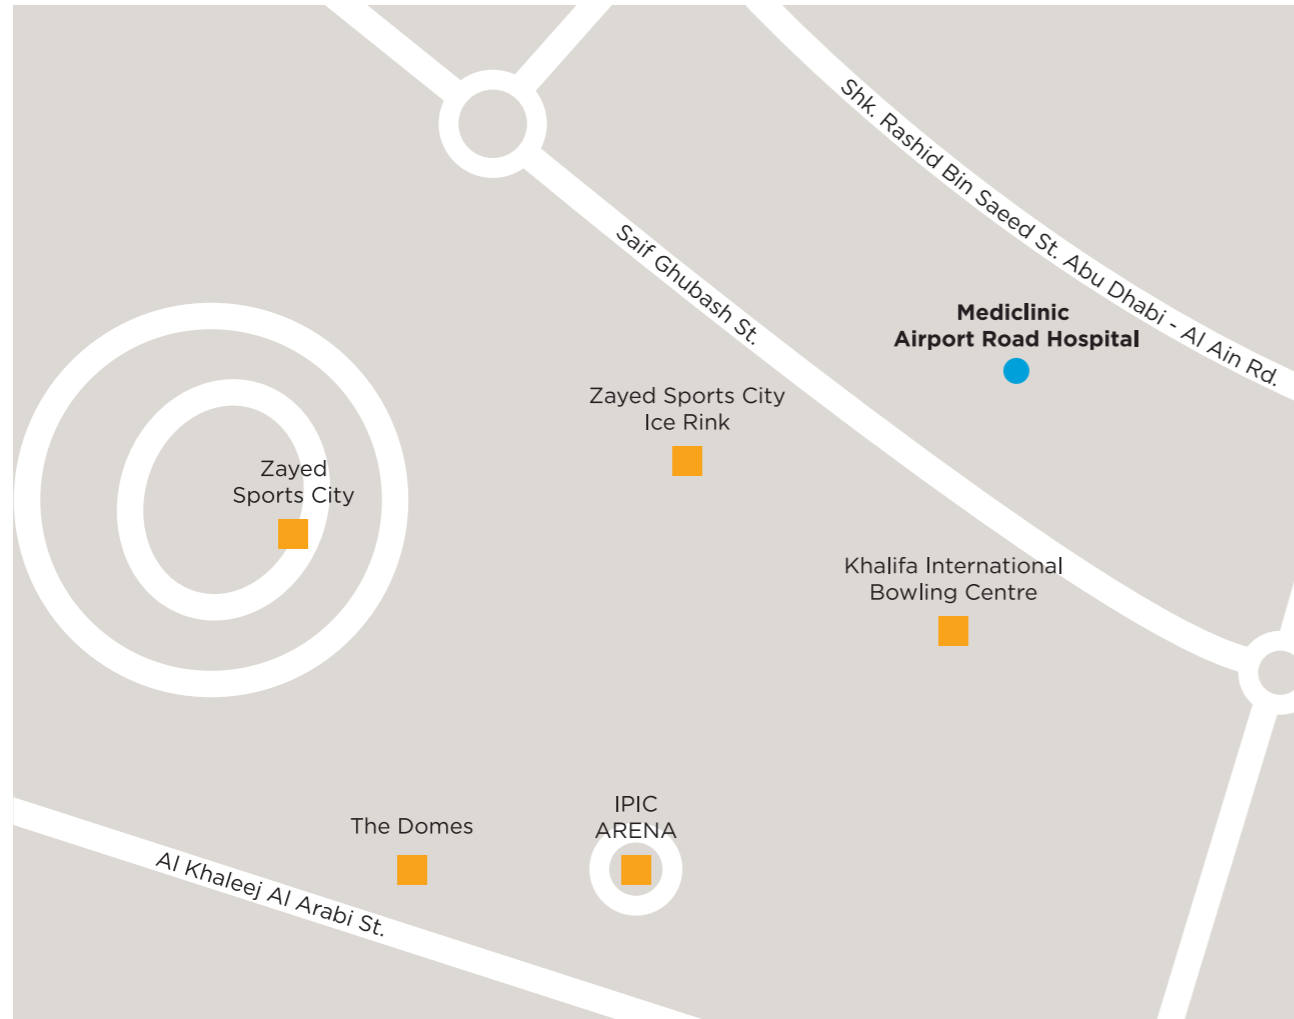 Shk. Rashid Bin Saeed St. Abu Dhabi - Al Ain Rd.
Saif Ghubash St.
Mediclinic
Airport Road Hospital
Zayed Sports City
Ice Rink
Zayed
Sports City
Khalifa International
Bowling Centre
IPIC
ARENA
The Domes
Al Khaleej Al Arabi St.